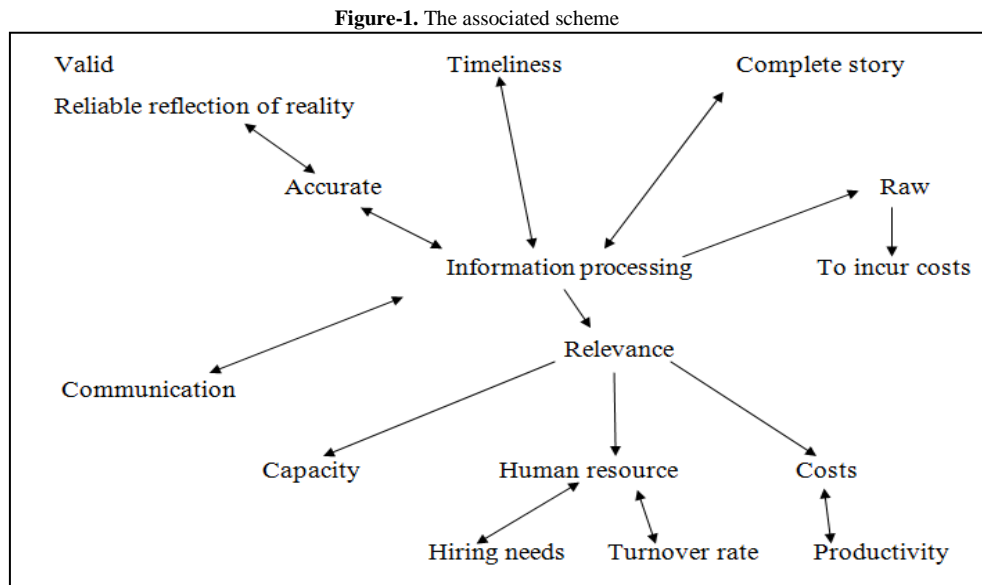 Figure-1. The associated scheme
Valid
Timeliness
Complete story
Reliable reflection of reality
Accurate
Raw
Information processing
To incur costs
Relevance
Communication
Capacity
Human resource
Costs
Hiring needs
Turnover rate
Productivity